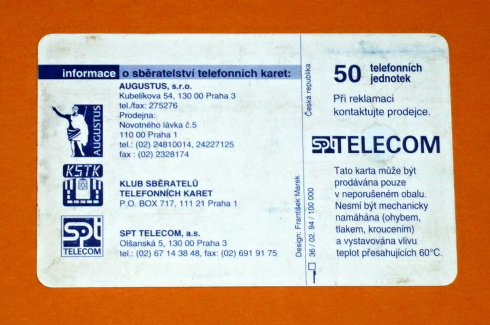 informace o sběratelství telefonních karet:
AUGUSTUS, s.r.o.
Kubelíkova 54, 130 00 Praha 3
tel./fax: 275276
Prodejna:
Novotného lávka č.5
110 00 Praha 1
tel.: (02) 24810014, 24227125
fax : (02) 2328174
AUGUSTUS
KSTK
KLUB SBĚRATELŮ
TELEFONNÍCH KARET
P.O. BOX 717, 111 21 Praha 1
spt
TELECOM
SPT TELECOM, a.s.
Olšanská 5, 130 00 Praha 3
tel.: (02) 67 14 38 48, fax: (02) 691 91 75
Česká republika
Design: František Marek
36 / 02. 94 / 100 000
50 telefonních
jednotek
Při reklamaci
kontaktujte prodejce.
spt TELECOM
Tato karta může být
prodávána pouze
v neporušeném obalu.
Nesmí být mechanicky
namáhána (ohybem,
tlakem, kroucením)
a vystavována vlivu
teplot přesahujících 60°C.